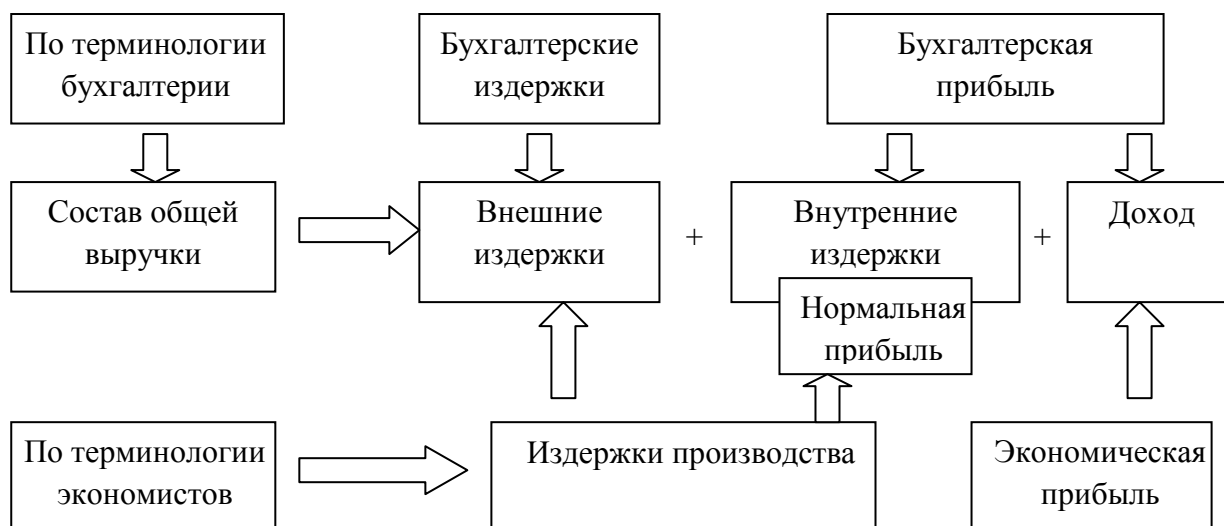 По терминологии
бухгалтерии
Бухгалтерские
издержки
Бухгалтерская
прибыль
Состав общей
выручки
Внешние
издержки
+
Внутренние
издержки
+
Доход
Нормальная
прибыль
По терминологии
экономистов
Издержки производства
Экономическая
прибыль